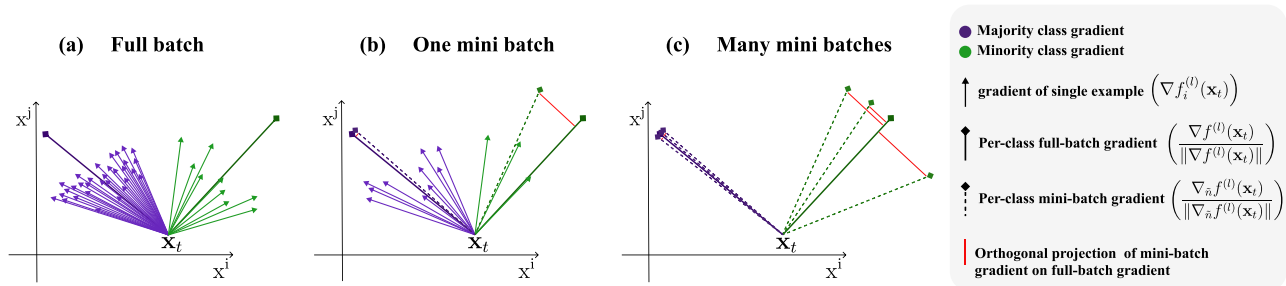 (a) Full batch
(b) One mini batch
(c) Many mini batches
x^j
x^i
x_t
x^j
x^i
x_t
x^j
x^i
x_t
Majority class gradient
Minority class gradient
gradient of single example (∇f_i^{(l)}(x_t))
Per-class full-batch gradient (∇f^{(l)}(x_t) / ‖∇f^{(l)}(x_t)‖)
Per-class mini-batch gradient (∇_ñ f^{(l)}(x_t) / ‖∇_ñ f^{(l)}(x_t)‖)
Orthogonal projection of mini-batch
gradient on full-batch gradient